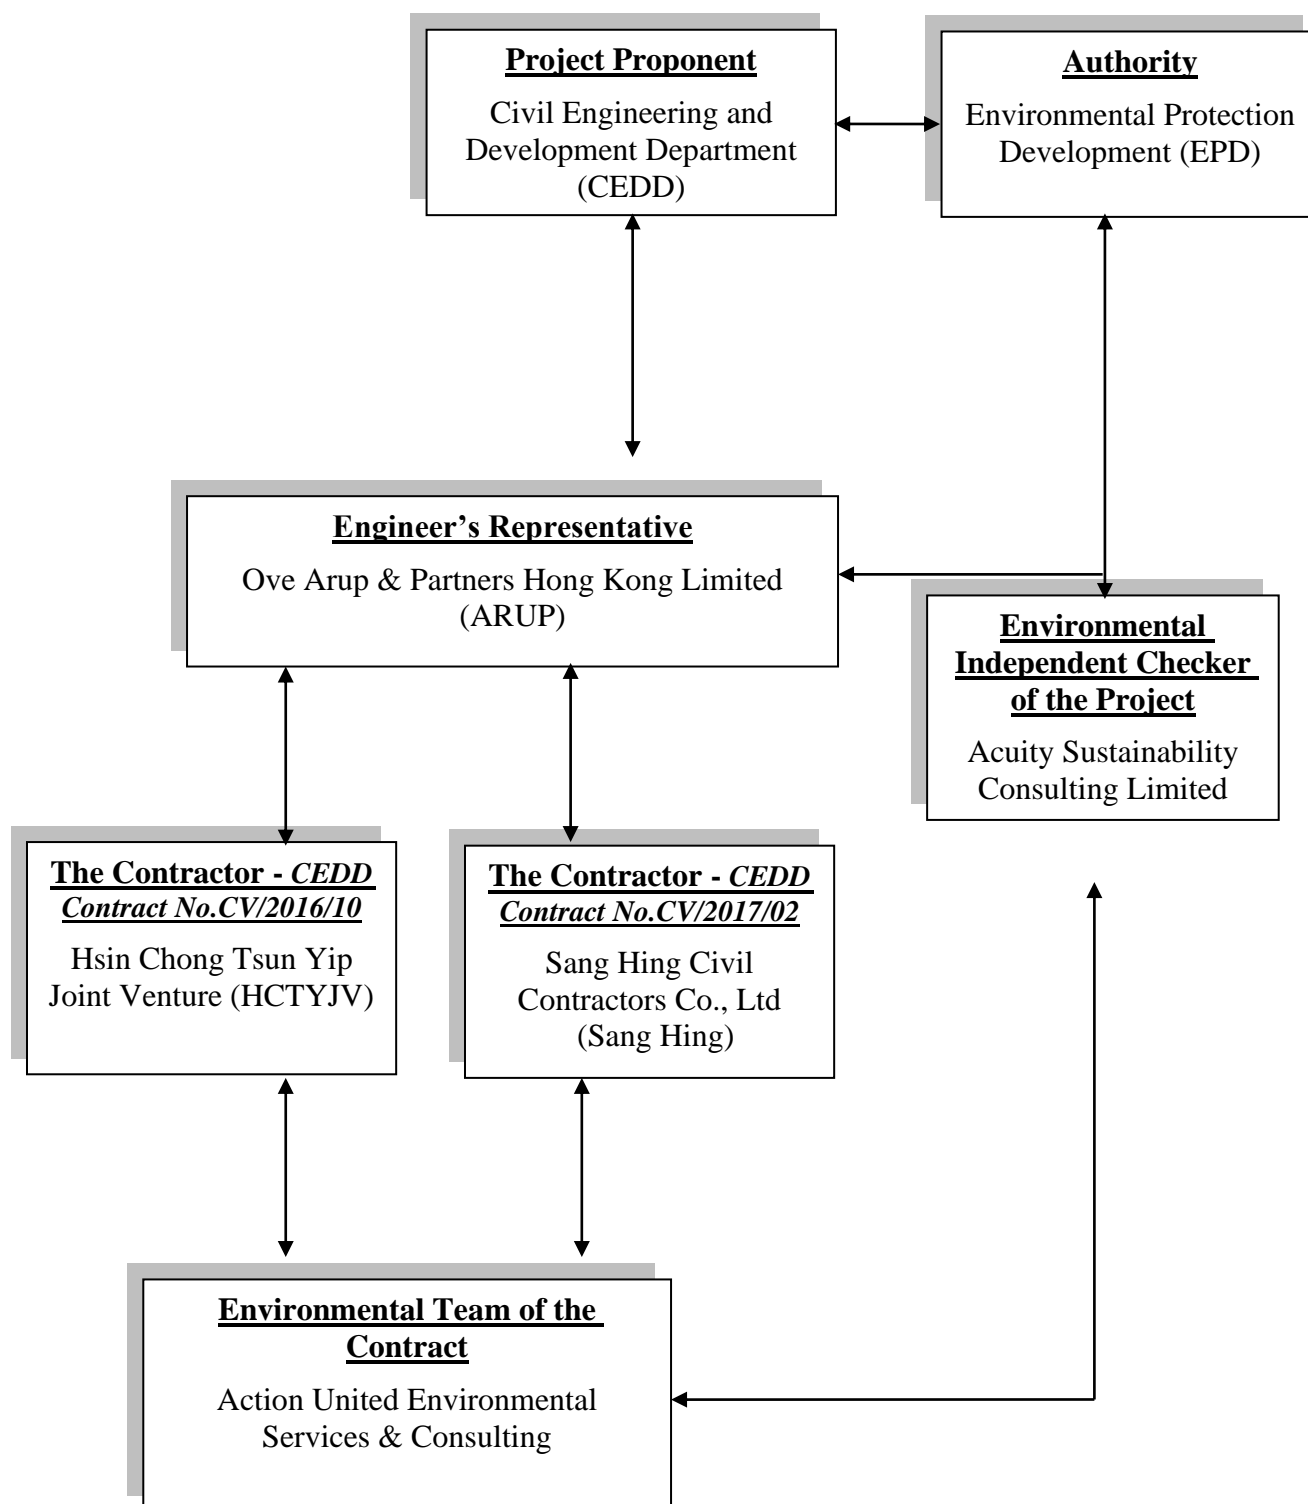 Project Proponent
Civil Engineering and
Development Department
(CEDD)
Authority
Environmental Protection
Development (EPD)
Engineer’s Representative
Ove Arup & Partners Hong Kong Limited
(ARUP)
Environmental
Independent Checker
of the Project
Acuity Sustainability
Consulting Limited
The Contractor - CEDD
Contract No.CV/2016/10
Hsin Chong Tsun Yip
Joint Venture (HCTYJV)
The Contractor - CEDD
Contract No.CV/2017/02
Sang Hing Civil
Contractors Co., Ltd
(Sang Hing)
Environmental Team of the
Contract
Action United Environmental
Services & Consulting